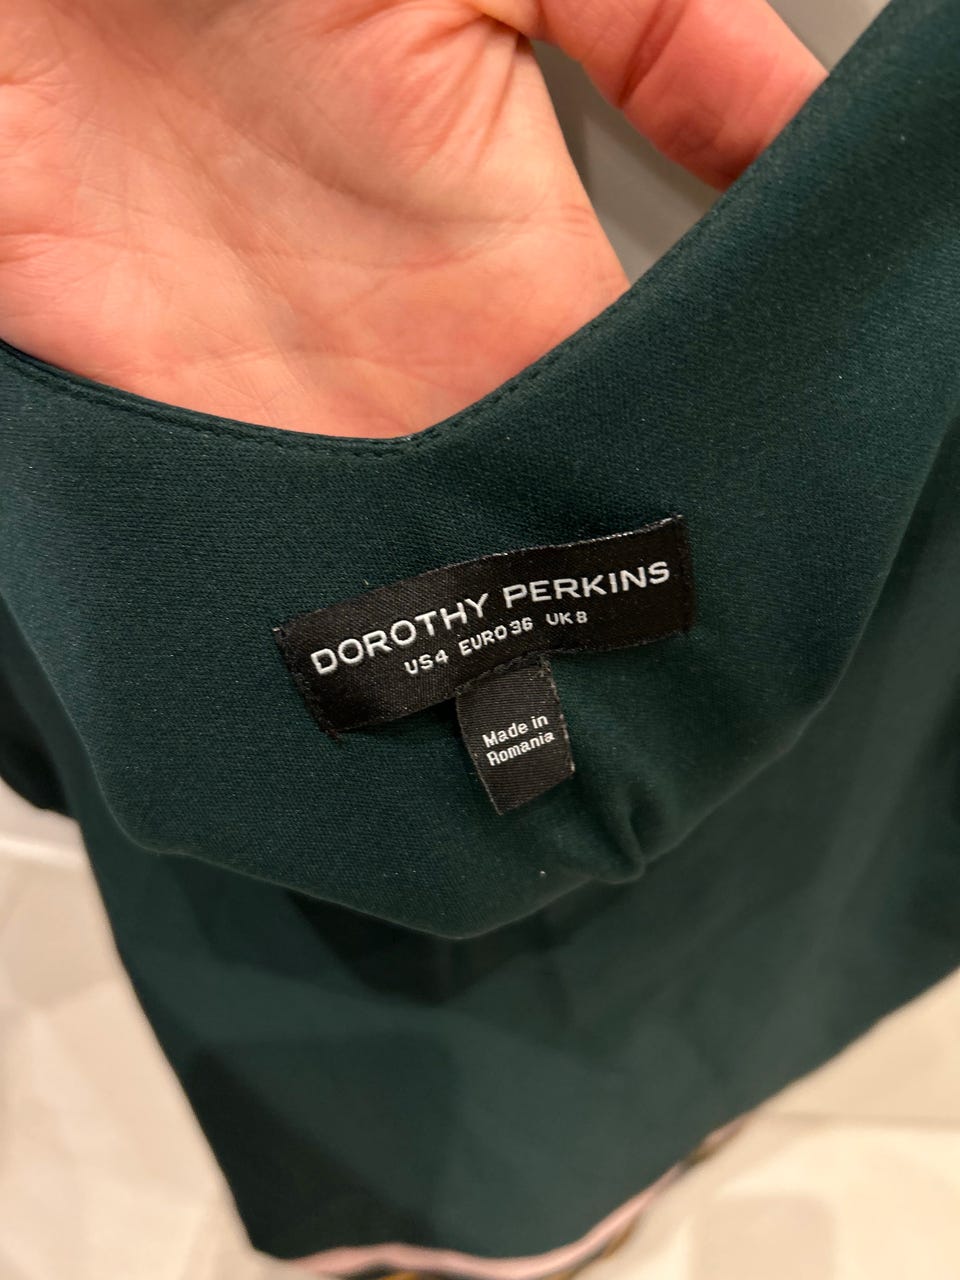 DOROTHY PERKINS
US4 EURO36 UK8
Made in
Romania